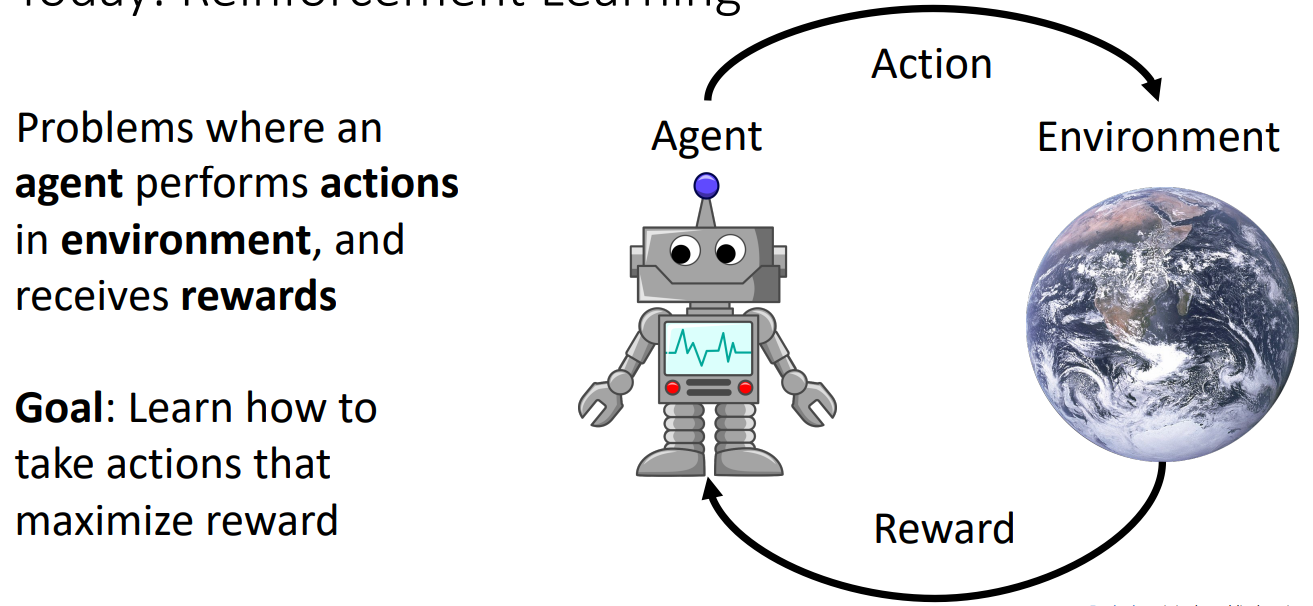 Today: Reinforcement Learning
Problems where an
agent performs actions
in environment, and
receives rewards
Goal: Learn how to
take actions that
maximize reward
Action
Agent
Environment
Reward